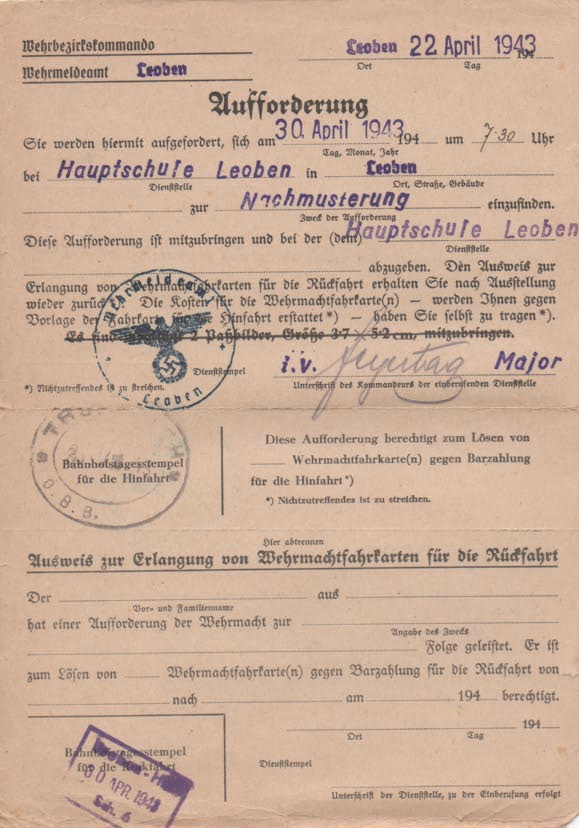 Wehrbezirkskommando
Wehrmeldeamt Leoben
Leoben 22 April 1943 194
Ort Tag
Aufforderung
Sie werden hiermit aufgefordert, sich am 30 April 1943 194 um 7·30 Uhr
Tag, Monat, Jahr
bei Hauptschule Leoben in Leoben
Dienststelle Ort, Straße, Gebäude
zur Nachmusterung einzufinden.
Zweck der Aufforderung
Diese Aufforderung ist mitzubringen und bei der (dem) Hauptschule Leoben
Dienststelle
abzugeben. Den Ausweis zur
Erlangung von Wehrmachtfahrkarten für die Rückfahrt erhalten Sie nach Ausstellung
wieder zurück. Die Kosten für die Wehrmachtfahrkarte(n) – werden Ihnen gegen
Vorlage der Fahrkarte für die Hinfahrt erstattet*) – haben Sie selbst zu tragen*).
Es sind 2 Paßbilder, Größe 3·7 × 5·2 cm, mitzubringen.
Wehrmeldeamt
Leoben
Dienststempel
i.v. Major
*) Nichtzutreffendes ist zu streichen.
Unterschrift des Kommandeurs der einberufenden Dienststelle
O.B.B.
Bahnhofstagesstempel
für die Hinfahrt
Diese Aufforderung berechtigt zum Lösen von
Wehrmachtfahrkarte(n) gegen Barzahlung
für die Hinfahrt*)
*) Nichtzutreffendes ist zu streichen.
Hier abtrennen
Ausweis zur Erlangung von Wehrmachtfahrkarten für die Rückfahrt
Der aus
Vor- und Familienname
hat einer Aufforderung der Wehrmacht zur
Angabe des Zwecks
Folge geleistet. Er ist
zum Lösen von Wehrmachtfahrkarte(n) gegen Barzahlung für die Rückfahrt von
nach am 194 berechtigt.
194
Ort Tag
Bahnhofstagesstempel
für die Rückfahrt
30 APR. 1943
Sch. 6
Dienststempel
Unterschrift der Dienststelle, zu der Einberufung erfolgt